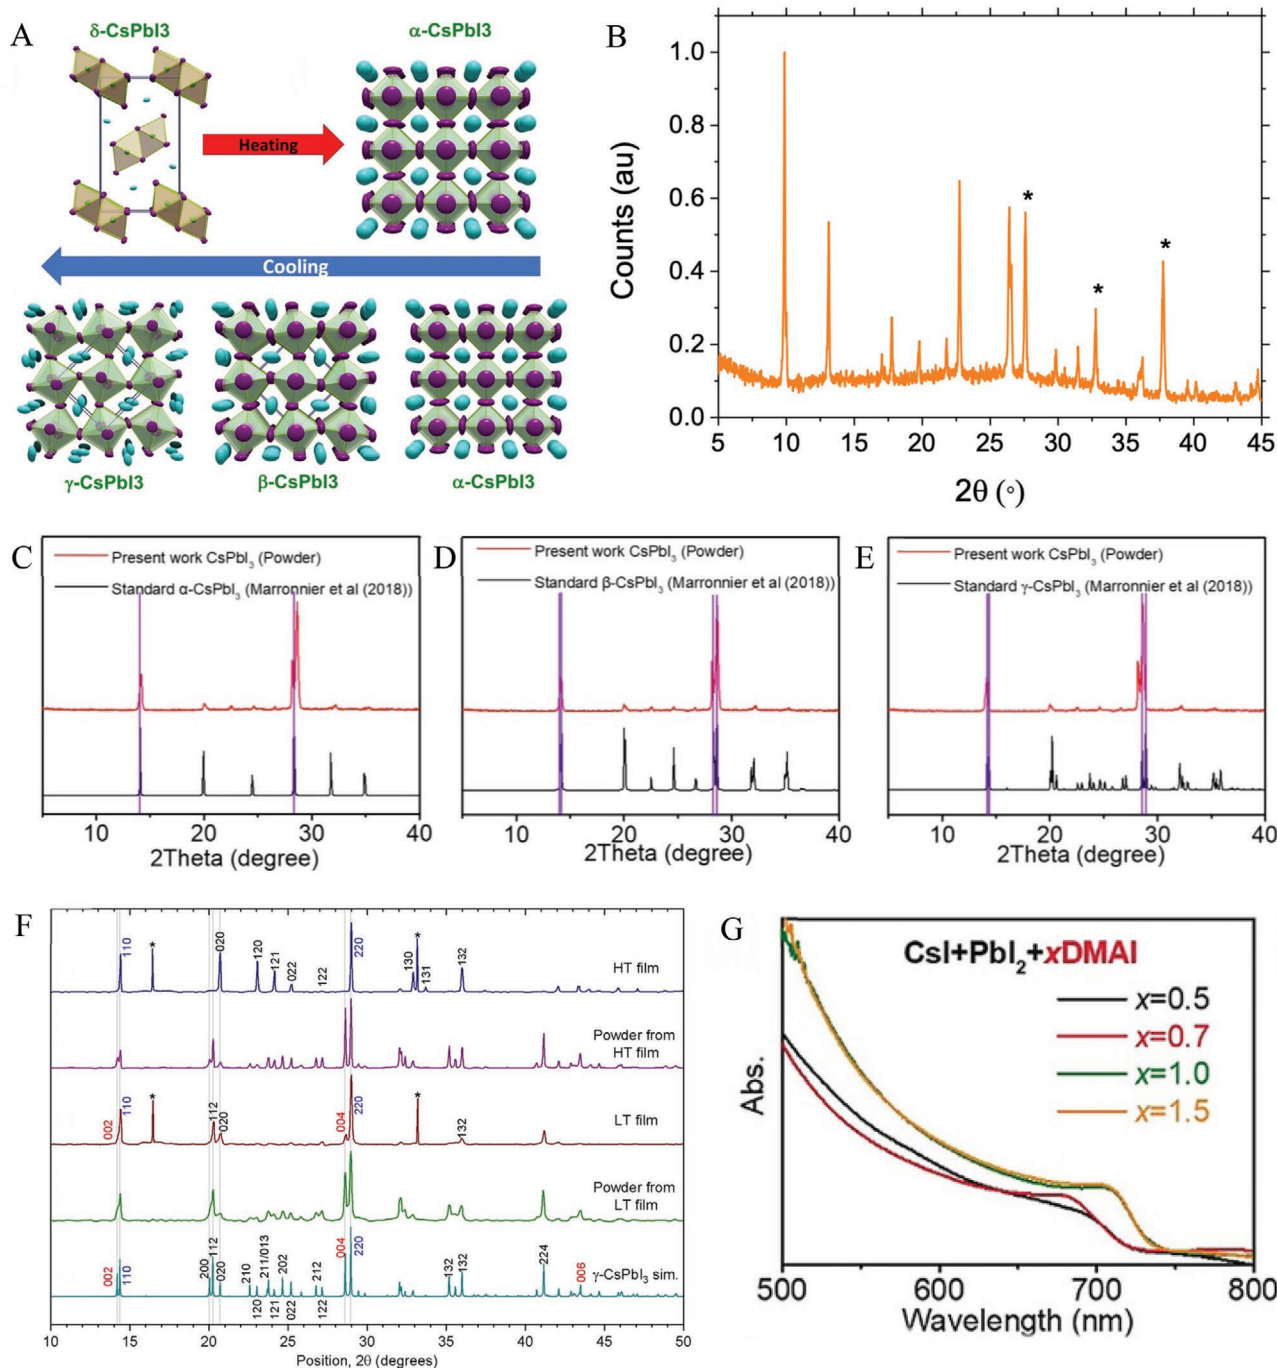 A
δ-CsPbI3
α-CsPbI3
Heating
Cooling
γ-CsPbI3
β-CsPbI3
α-CsPbI3
B
Counts (au)
1.0
0.8
0.6
0.4
0.2
0.0
*
*
*
5 10 15 20 25 30 35 40 45
2θ (°)
C
Present work CsPbI₃ (Powder)
Standard α-CsPbI₃ (Marronnier et al (2018))
10 20 30 40
2Theta (degree)
D
Present work CsPbI₃ (Powder)
Standard β-CsPbI₃ (Marronnier et al (2018))
10 20 30 40
2Theta (degree)
E
Present work CsPbI₃ (Powder)
Standard γ-CsPbI₃ (Marronnier et al (2018))
10 20 30 40
2Theta (degree)
F
110 * 020 120 121 022 122 220 130 * 131 132
HT film
Powder from
HT film
002 110 * 112 020 004 220 * 132
LT film
Powder from
LT film
002 110 200 112 020 210 211/013 202 212 004 220 132 132 224 006
γ-CsPbI₃ sim.
120 121 022 122
10 15 20 25 30 35 40 45 50
Position, 2θ (degrees)
G
CsI+PbI₂+xDMAI
x=0.5
x=0.7
x=1.0
x=1.5
Abs.
500 600 700 800
Wavelength (nm)